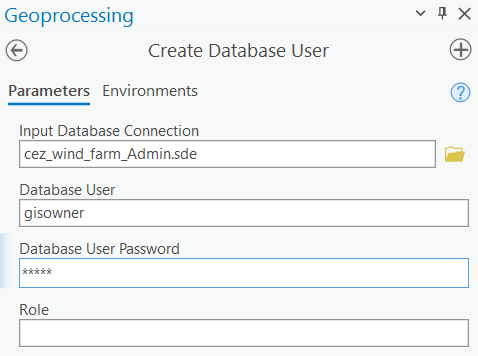 Geoprocessing
Create Database User
Parameters Environments
Input Database Connection
cez_wind_farm_Admin.sde
Database User
gisowner
Database User Password
*****
Role